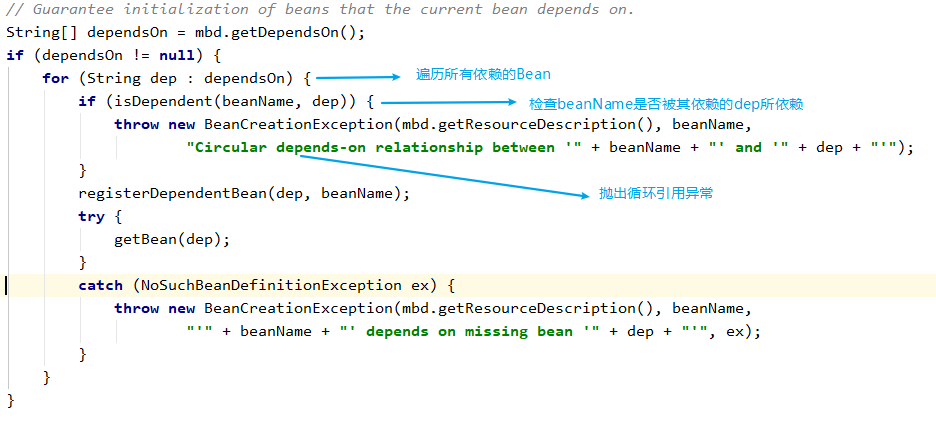 // Guarantee initialization of beans that the current bean depends on.
String[] dependsOn = mbd.getDependsOn();
if (dependsOn != null) {
for (String dep : dependsOn) { 遍历所有依赖的Bean
if (isDependent(beanName, dep)) { 检查beanName是否被其依赖的dep所依赖
throw new BeanCreationException(mbd.getResourceDescription(), beanName,
"Circular depends-on relationship between '" + beanName + "' and '" + dep + "'");
}
registerDependentBean(dep, beanName); 抛出循环引用异常
try {
getBean(dep);
}
catch (NoSuchBeanDefinitionException ex) {
throw new BeanCreationException(mbd.getResourceDescription(), beanName,
"'" + beanName + "' depends on missing bean '" + dep + "'", ex);
}
}
}